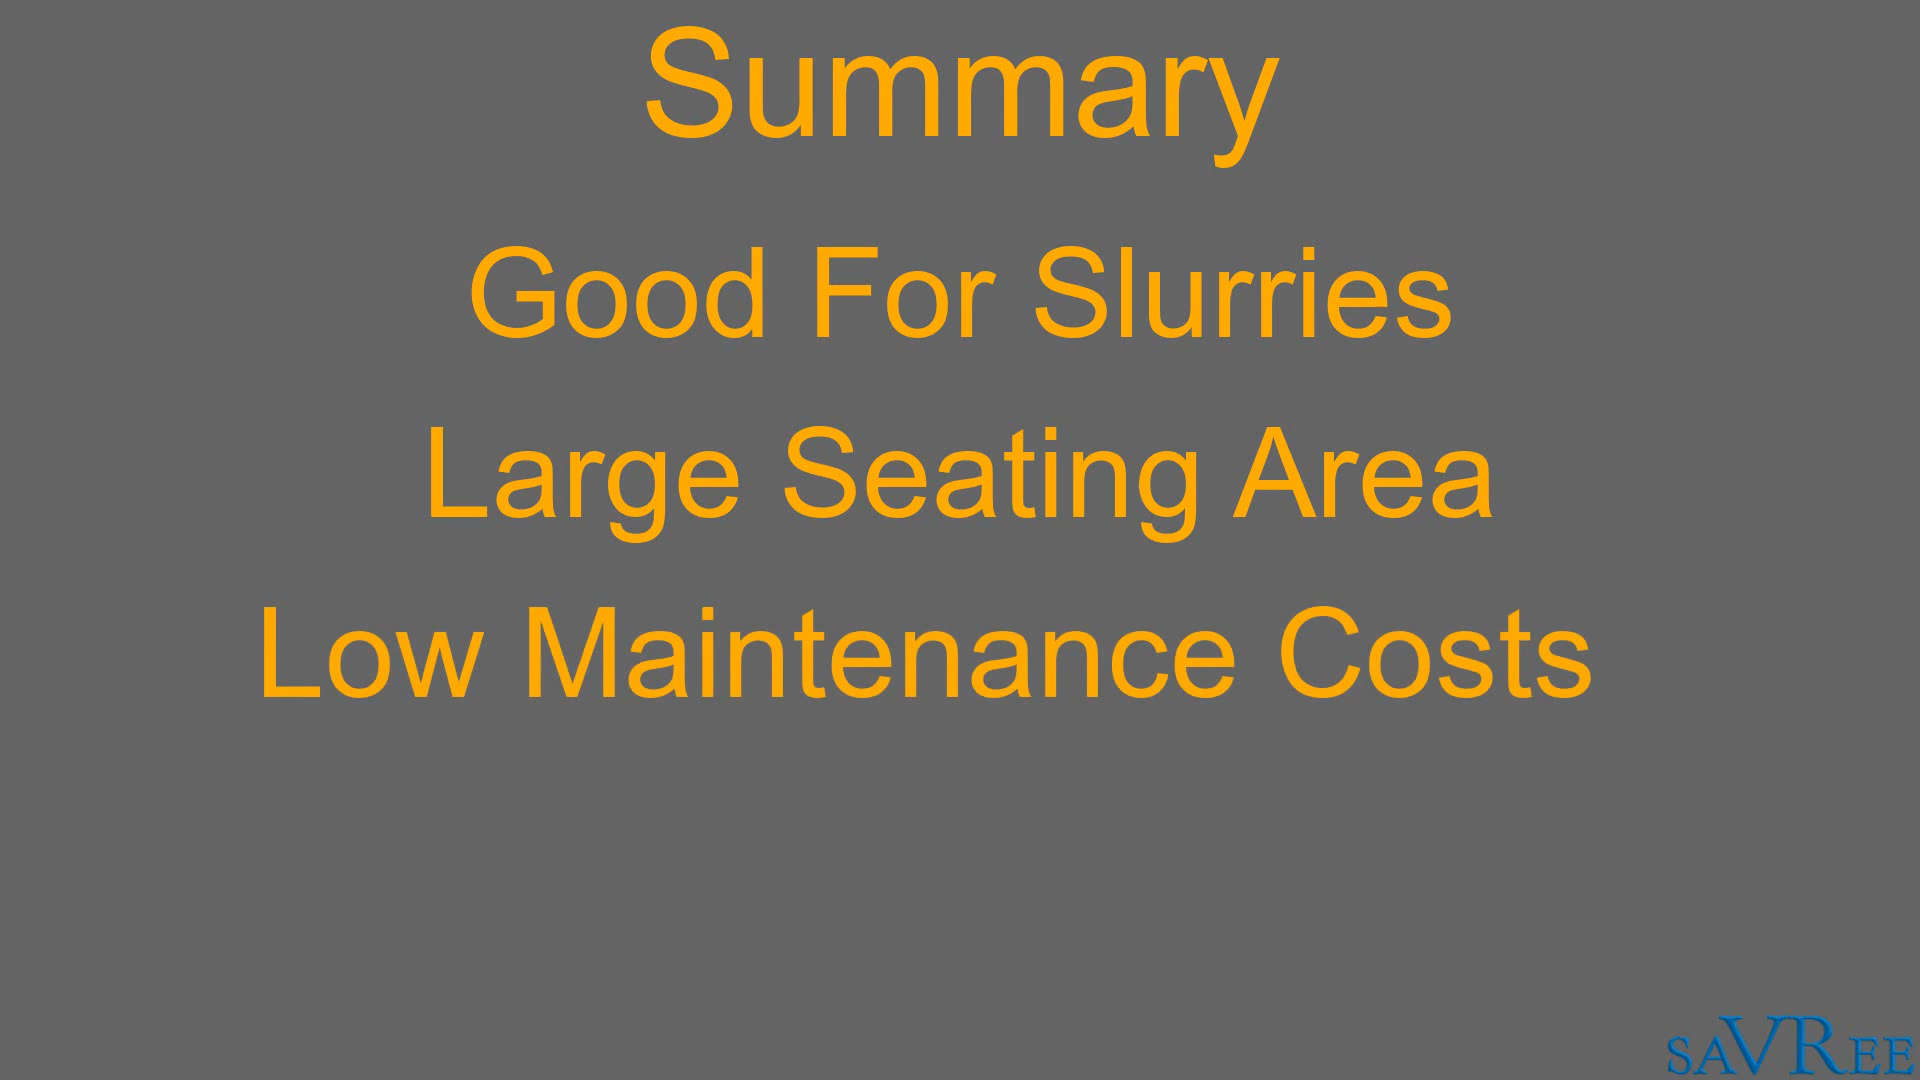 Summary
Good For Slurries
Large Seating Area
Low Maintenance Costs
saVRee